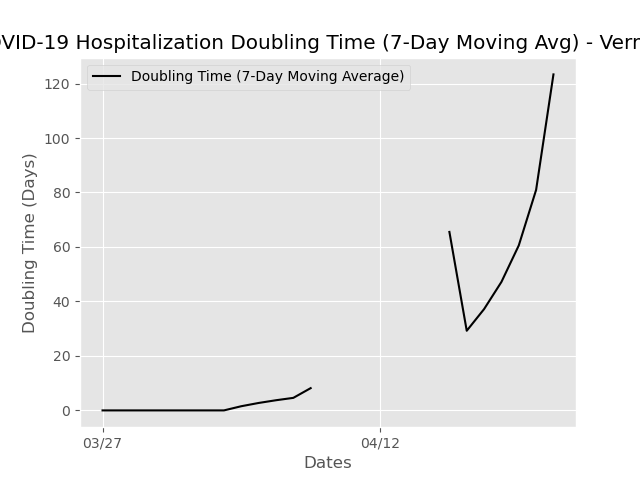 OVID-19 Hospitalization Doubling Time (7-Day Moving Avg) - Verm
Doubling Time (7-Day Moving Average)
120
100
80
60
40
20
0
Doubling Time (Days)
03/27 04/12
Dates